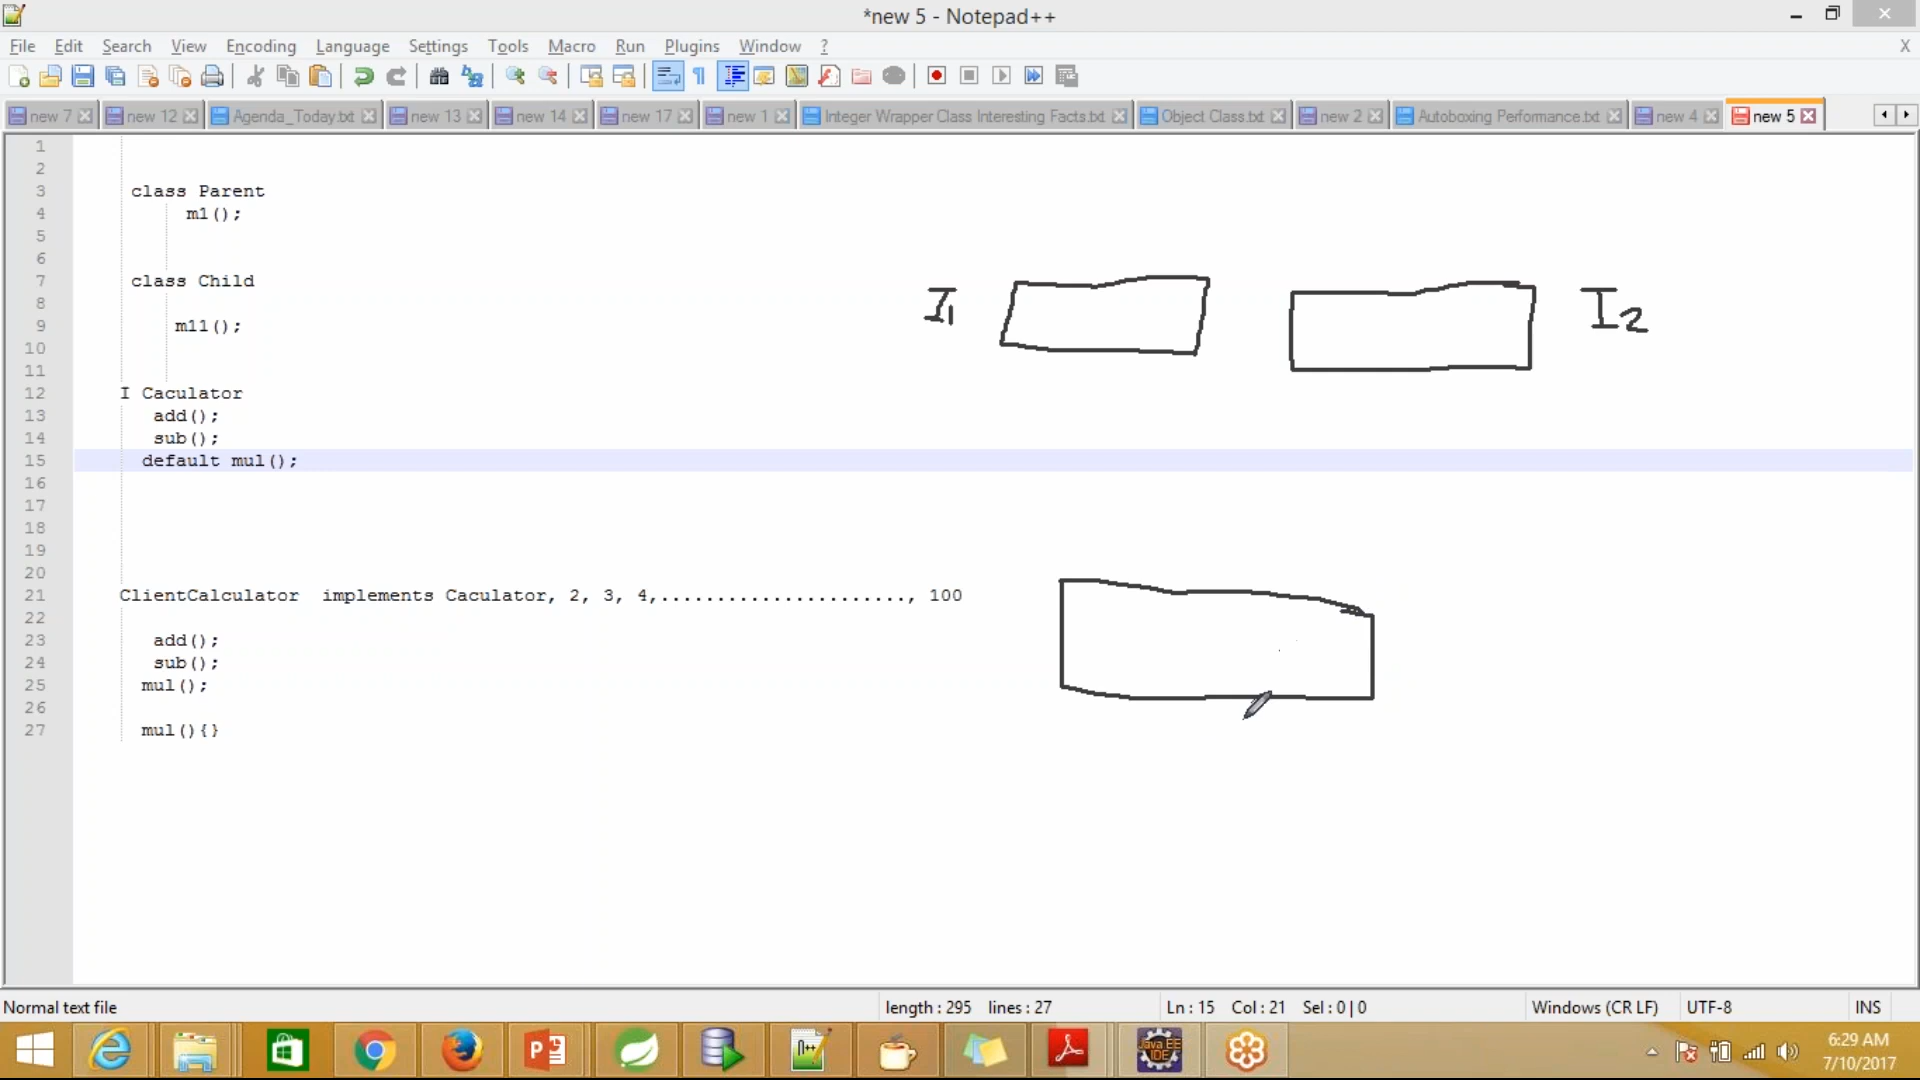 *new 5 - Notepad++
File Edit Search View Encoding Language Settings Tools Macro Run Plugins Window ? X
new 7 new 12 Agenda_Today.txt new 13 new 14 new 17 new 1 Integer Wrapper Class Interesting Facts.txt Object Class.txt new 2 Autoboxing Performance.txt new 4 new 5
1
2
3 class Parent
4 m1();
5
6
7 class Child
8
9 m11();
10
11
12 I Caculator
13 add();
14 sub();
15 default mul();
16
17
18
19
20
21 ClientCalculator implements Caculator, 2, 3, 4,......................, 100
22
23 add();
24 sub();
25 mul();
26
27 mul(){}
I1
I2
Normal text file length : 295 lines : 27 Ln : 15 Col : 21 Sel : 0 | 0 Windows (CR LF) UTF-8 INS
P
n++
Java EE
IDE
6:29 AM
7/10/2017